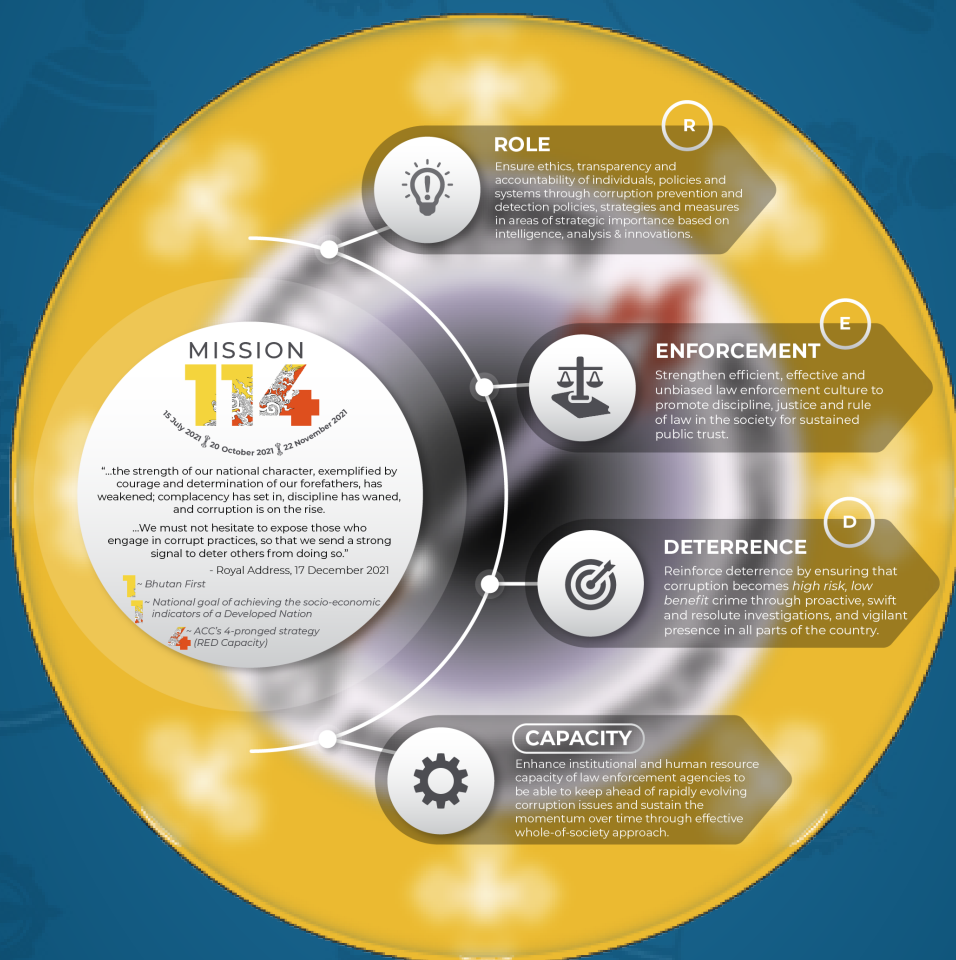 MISSION
114
15 July 2021 20 October 2021 22 November 2021
“...the strength of our national character, exemplified by
courage and determination of our forefathers, has
weakened; complacency has set in, discipline has waned,
and corruption is on the rise.
...We must not hesitate to expose those who
engage in corrupt practices, so that we send a strong
signal to deter others from doing so.”
- Royal Address, 17 December 2021
1 ~ Bhutan First
1 ~ National goal of achieving the socio-economic
indicators of a Developed Nation
4 ~ ACC’s 4-pronged strategy
(RED Capacity)
R
ROLE
Ensure ethics, transparency and
accountability of individuals, policies and
systems through corruption prevention and
detection policies, strategies and measures
in areas of strategic importance based on
intelligence, analysis & innovations.
E
ENFORCEMENT
Strengthen efficient, effective and
unbiased law enforcement culture to
promote discipline, justice and rule
of law in the society for sustained
public trust.
D
DETERRENCE
Reinforce deterrence by ensuring that
corruption becomes high risk, low
benefit crime through proactive, swift
and resolute investigations, and vigilant
presence in all parts of the country.
CAPACITY
Enhance institutional and human resource
capacity of law enforcement agencies to
be able to keep ahead of rapidly evolving
corruption issues and sustain the
momentum over time through effective
whole-of-society approach.